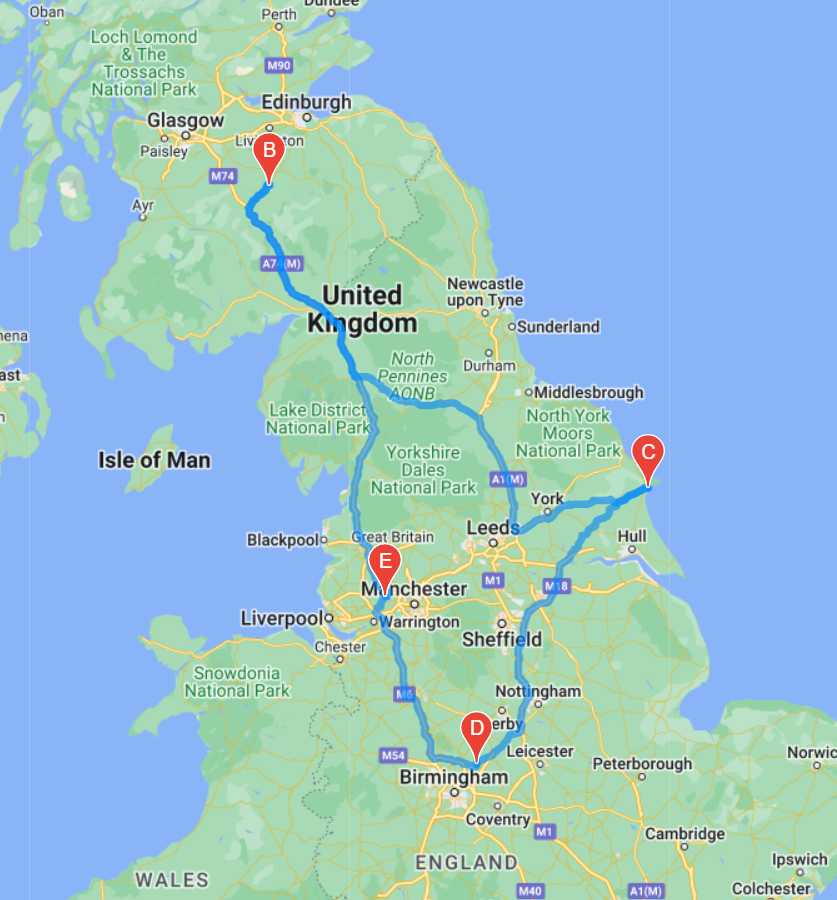 Oban
Perth
Dundee
Loch Lomond
& The
Trossachs
National Park
M90
Edinburgh
Glasgow
Livingston
Paisley
B
M74
Ayr
A74(M)
United
Kingdom
Newcastle
upon Tyne
Sunderland
North
Pennines
AONB
Durham
Middlesbrough
Lake District
National Park
North York
Moors
National Park
Isle of Man
Yorkshire
Dales
National Park
C
A1(M)
York
Leeds
Hull
Blackpool
Great Britain
E
M1
M18
Manchester
Liverpool
Warrington
Sheffield
Chester
Snowdonia
National Park
M6
Nottingham
D
erby
M54
Leicester
Peterborough
Norwic
Birmingham
Coventry
M1
Cambridge
ENGLAND
Ipswich
WALES
M40
A1(M)
Colchester
ena
ast